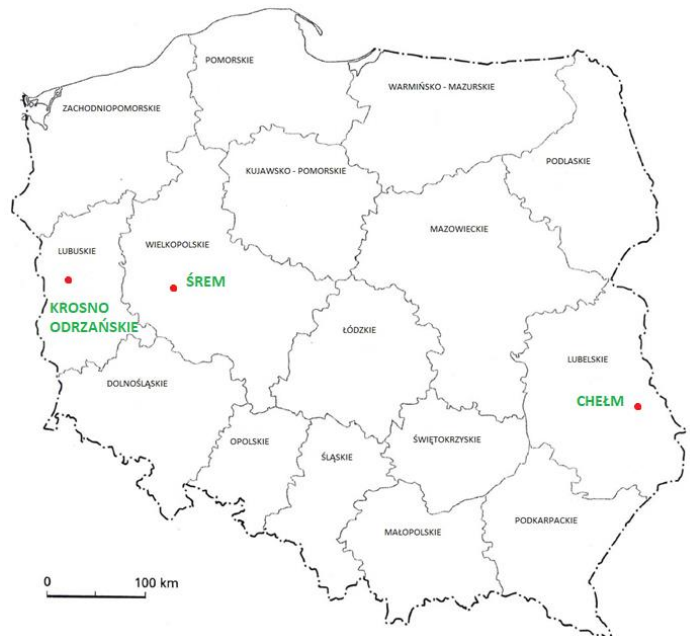 POMORSKIE
WARMIŃSKO - MAZURSKIE
ZACHODNIOPOMORSKIE
PODLASKIE
KUJAWSKO - POMORSKIE
MAZOWIECKIE
WIELKOPOLSKIE
LUBUSKIE
ŚREM
KROSNO
ODRZAŃSKIE
ŁÓDZKIE
LUBELSKIE
DOLNOŚLĄSKIE
CHEŁM
OPOLSKIE
ŚWIĘTOKRZYSKIE
ŚLĄSKIE
PODKARPACKIE
MAŁOPOLSKIE
0 100 km